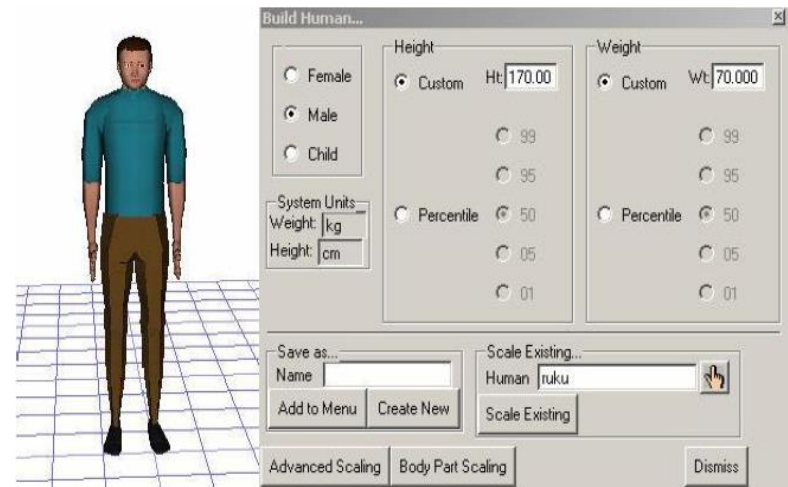 Build Human...
Female
Male
Child
System Units
Weight: kg
Height: cm
Height
Custom Ht: 170.00
99
95
Percentile 50
05
01
Weight
Custom Wt: 70.000
99
95
Percentile 50
05
01
Save as...
Name
Add to Menu Create New
Scale Existing...
Human ruku
Scale Existing
Advanced Scaling Body Part Scaling Dismiss